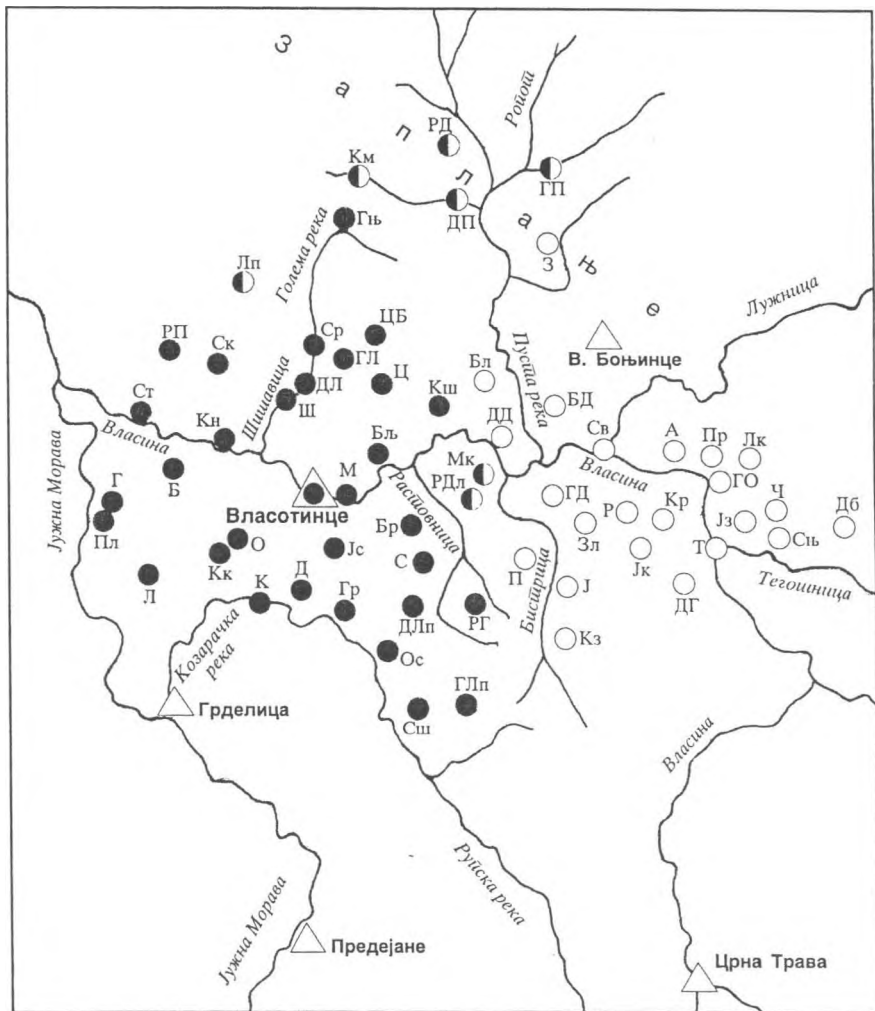 Запла
ње
Ропот
РД
Км
ГП
ДП
Гњ
З
Голема река
Лп
Лужница
ЦБ
РП
Ск
Ср
ГЛ
Пуста река
В. Боњинце
ДЛ
Ц
Бл
Ш
Кш
БД
Ст
Шишавица
Кн
ДД
Св
А
Пр
Лк
Власина
Бљ
Мк
Власина
ГО
Јужна Морава
Б
М
РДл
ГД
Г
Власотинце
Растовница
Р
Кр
Јз
Ч
Дб
Пл
Бр
Зл
Сњ
О
Јс
Кк
С
П
Јк
Т
Л
К
Д
Гр
Бистрица
Ј
ДГ
Тегошница
ДЛп
РГ
Козарачка
река
Ос
Кз
Грделица
ГЛп
Сш
Власина
Рупска река
Јужна Морава
Предејане
Црна Трава